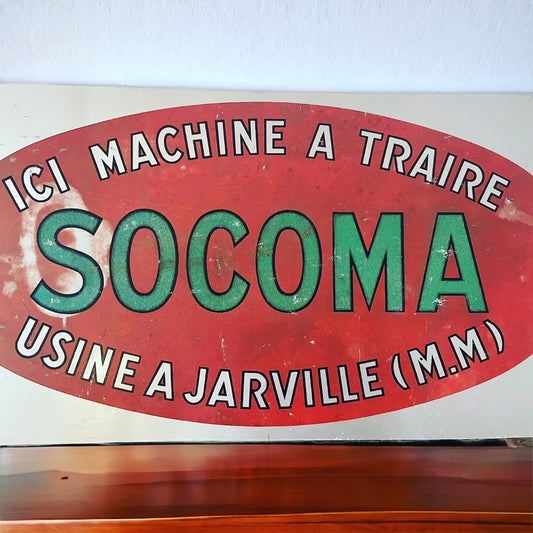 ICI MACHINE A TRAIRE
SOCOMA
USINE A JARVILLE (M.M)